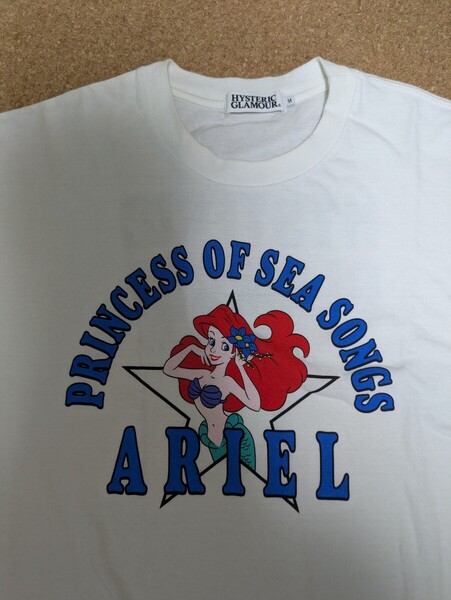 HYSTERIC
GLAMOUR.
M
PRINCESS OF SEA SONGS
ARIEL